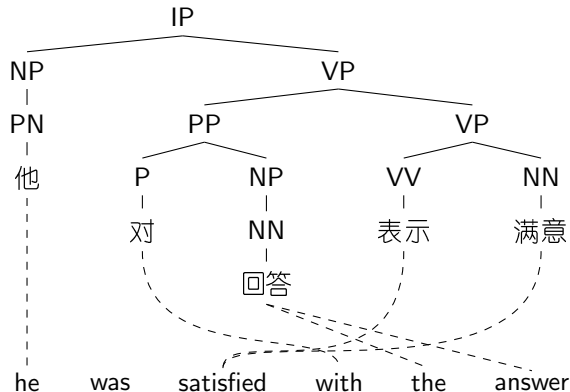 IP
NP VP
PN PP VP
他 P NP VV NN
对 NN 表示 满意
回答
he was satisfied with the answer